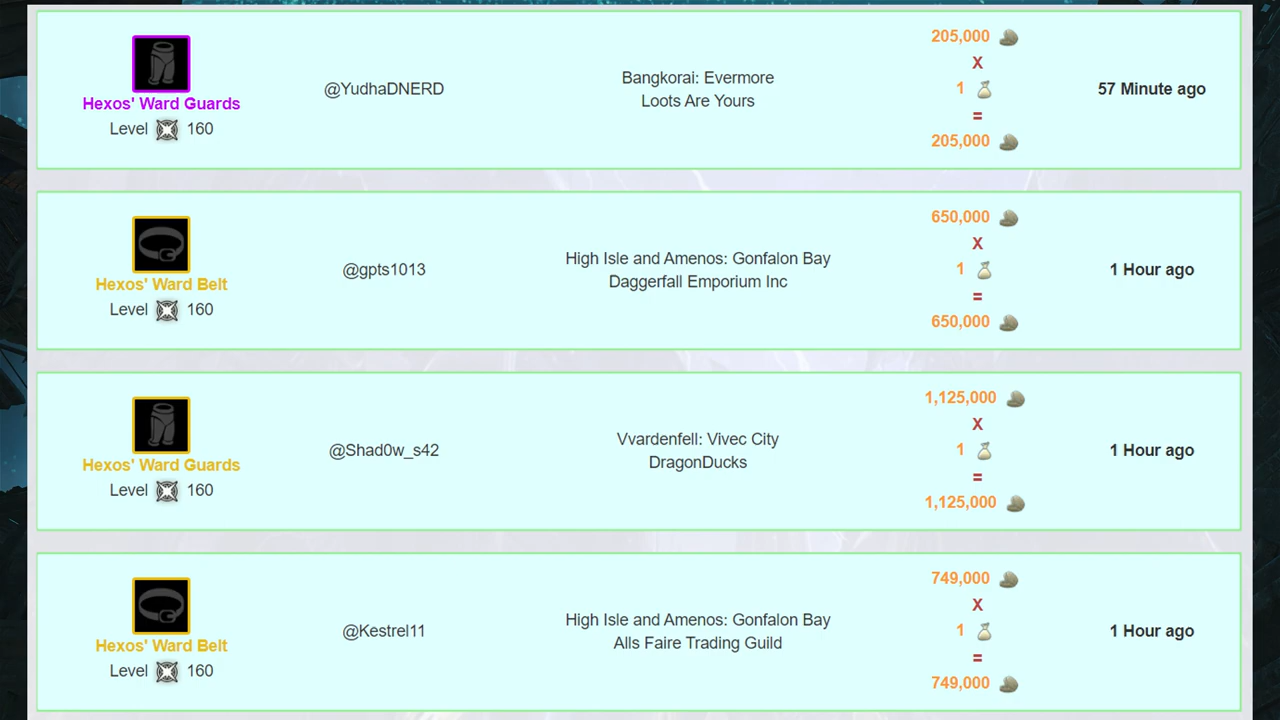 Hexos' Ward Guards
Level 160
@YudhaDNERD
Bangkorai: Evermore
Loots Are Yours
205,000
X
1
=
205,000
57 Minute ago
Hexos' Ward Belt
Level 160
@gpts1013
High Isle and Amenos: Gonfalon Bay
Daggerfall Emporium Inc
650,000
X
1
=
650,000
1 Hour ago
Hexos' Ward Guards
Level 160
@Shad0w_s42
Vvardenfell: Vivec City
DragonDucks
1,125,000
X
1
=
1,125,000
1 Hour ago
Hexos' Ward Belt
Level 160
@Kestrel11
High Isle and Amenos: Gonfalon Bay
Alls Faire Trading Guild
749,000
X
1
=
749,000
1 Hour ago